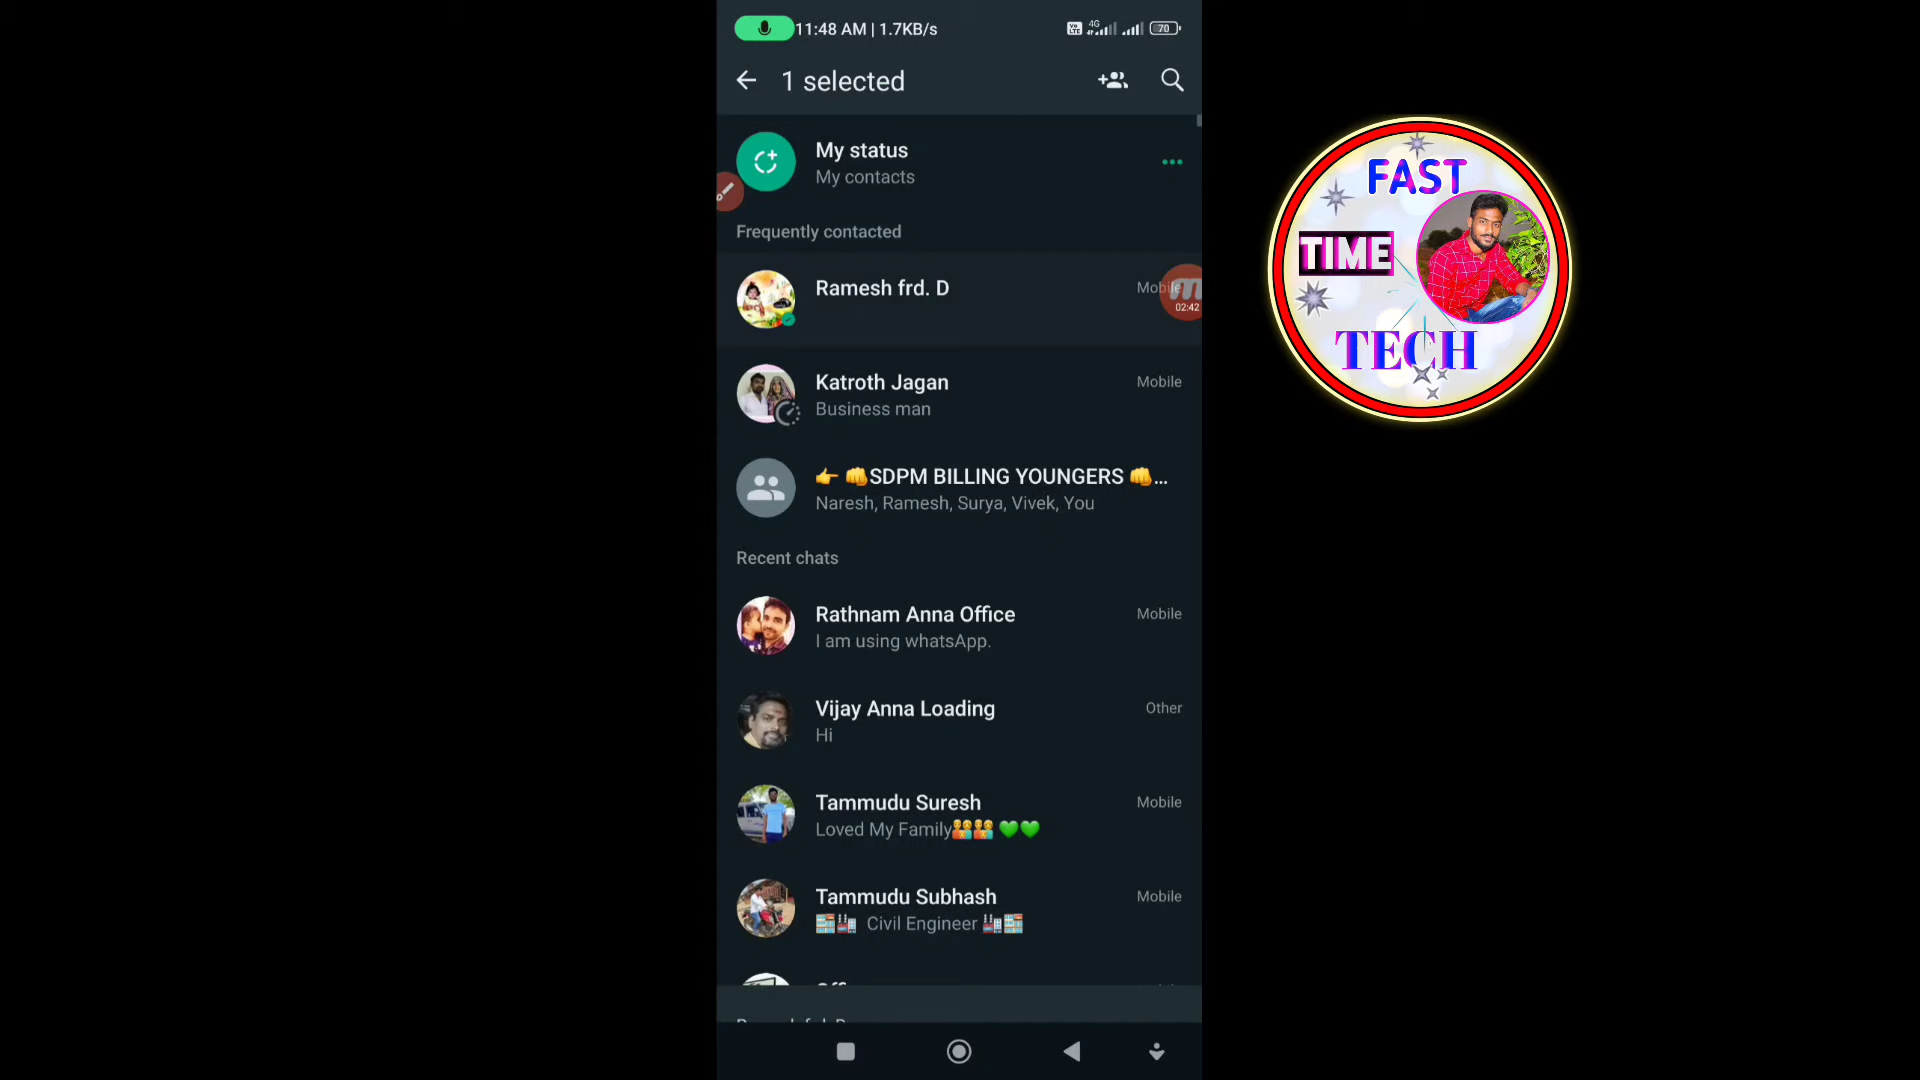 11:48 AM | 1.7KB/s
4G
70
1 selected
My status
My contacts
Frequently contacted
Ramesh frd. D
Mobile
02:42
Katroth Jagan
Mobile
Business man
👉 👊SDPM BILLING YOUNGERS 👊...
Naresh, Ramesh, Surya, Vivek, You
Recent chats
Rathnam Anna Office
Mobile
I am using whatsApp.
Vijay Anna Loading
Other
Hi
Tammudu Suresh
Mobile
Loved My Family👫👫 💚💚
Tammudu Subhash
Mobile
🏪🏭 Civil Engineer 🏭🏪
FAST
TIME
TECH